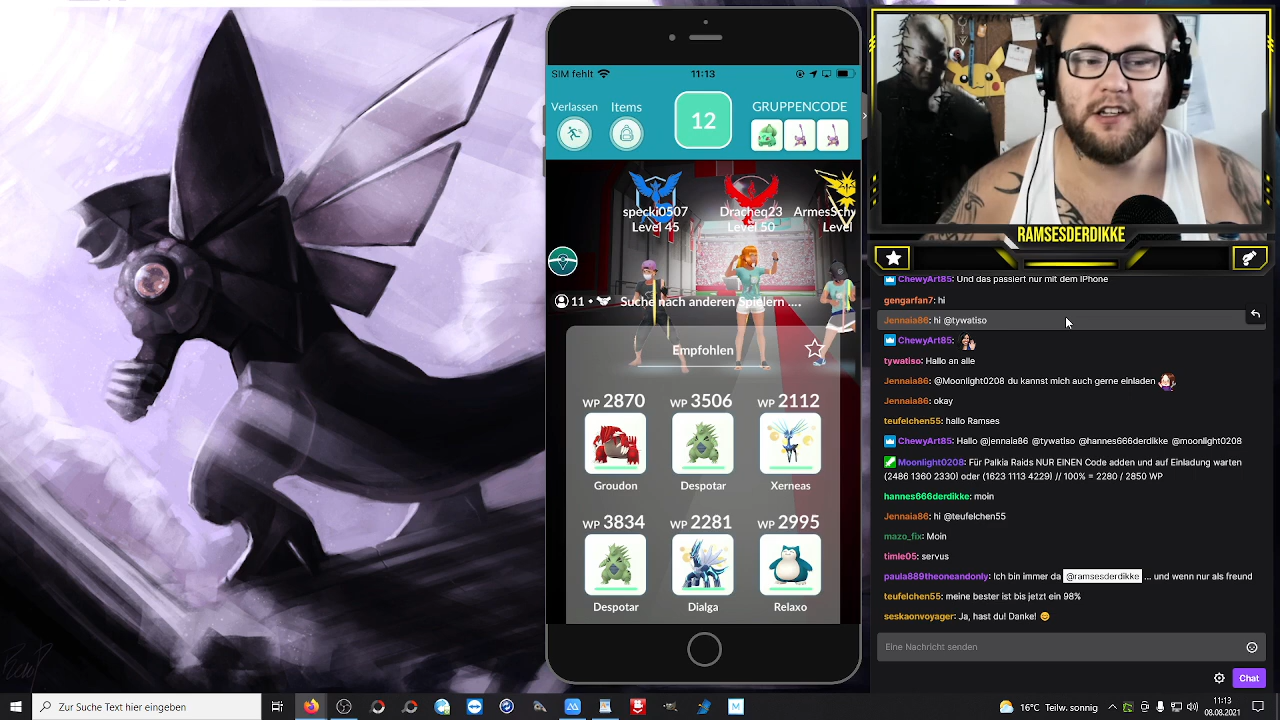 SIM fehlt
11:13
Verlassen
Items
12
GRUPPENCODE
specki0507
Level 45
Dracheq23
Level 50
ArmesSchy
Level
11 • Suche nach anderen Spielern ....
Empfohlen
WP 2870
WP 3506
WP 2112
Groudon
Despotar
Xerneas
WP 3834
WP 2281
WP 2995
Despotar
Dialga
Relaxo
RAMSESDERDIKKE
ChewyArt85: Und das passiert nur mit dem IPhone
gengarfan7: hi
Jennaia86: hi @tywatiso
ChewyArt85:
tywatiso: Hallo an alle
Jennaia86: @Moonlight0208 du kannst mich auch gerne einladen
Jennaia86: okay
teufelchen55: hallo Ramses
ChewyArt85: Hallo @jennaia86 @tywatiso @hannes666derdikke @moonlight0208
Moonlight0208: Für Palkia Raids NUR EINEN Code adden und auf Einladung warten
(2486 1360 2330) oder (1623 1113 4229) // 100% = 2280 / 2850 WP
hannes666derdikke: moin
Jennaia86: hi @teufelchen55
mazo_fix: Moin
timle05: servus
paula889theoneandonly: Ich bin immer da @ramsesderdikke ... und wenn nur als freund
teufelchen55: meine bester ist bis jetzt ein 98%
seskaonvoyager: Ja, hast du! Danke! 😊
Eine Nachricht senden
Chat
Zur Suche Text hier eingeben
16°C Teilw. sonnig
11:13
08.08.2021